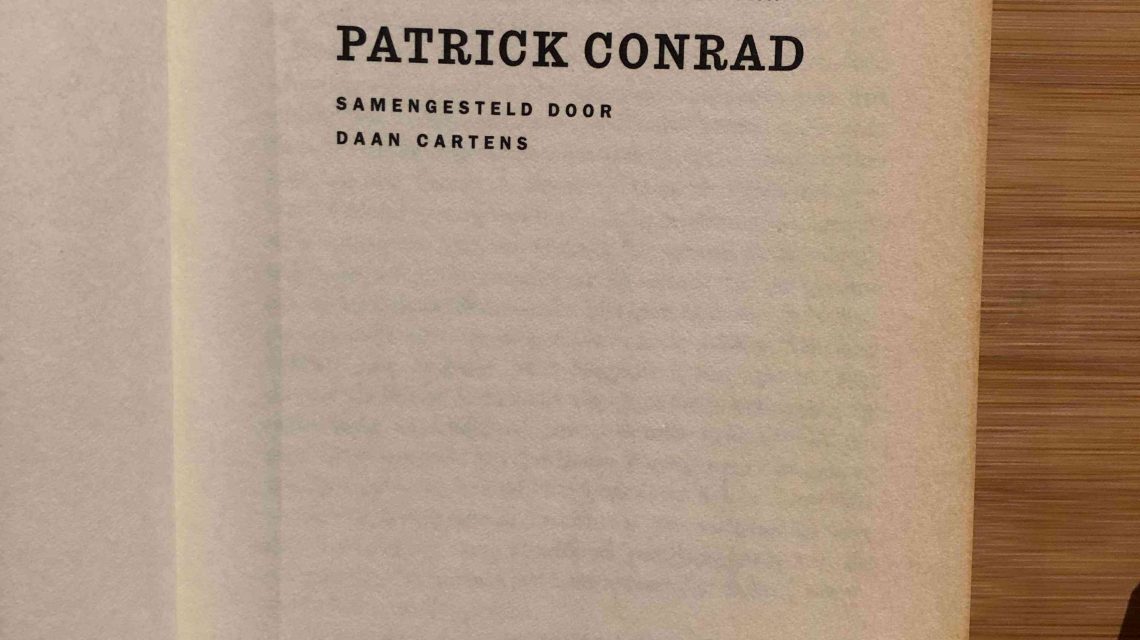 PATRICK CONRAD
SAMENGESTELD DOOR
DAAN CARTENS